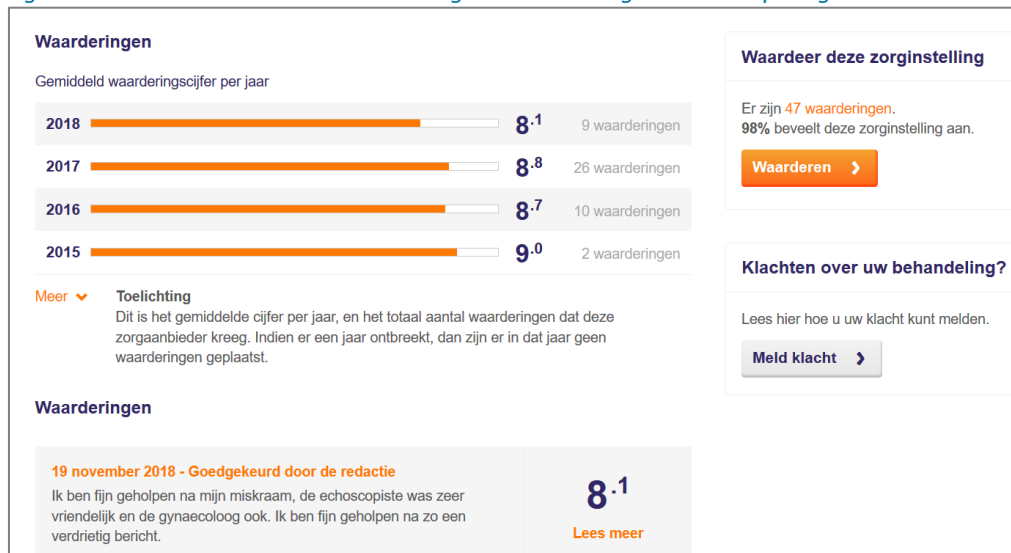 Waarderingen
Gemiddeld waarderingscijfer per jaar
2018 8.1 9 waarderingen
2017 8.8 26 waarderingen
2016 8.7 10 waarderingen
2015 9.0 2 waarderingen
Meer Toelichting
Dit is het gemiddelde cijfer per jaar, en het totaal aantal waarderingen dat deze
zorgaanbieder kreeg. Indien er een jaar ontbreekt, dan zijn er in dat jaar geen
waarderingen geplaatst.
Waarderingen
19 november 2018 - Goedgekeurd door de redactie
Ik ben fijn geholpen na mijn miskraam, de echoscopiste was zeer
vriendelijk en de gynaecoloog ook. Ik ben fijn geholpen na zo een
verdrietig bericht.
8.1
Lees meer
Waardeer deze zorginstelling
Er zijn 47 waarderingen.
98% beveelt deze zorginstelling aan.
Waarderen
Klachten over uw behandeling?
Lees hier hoe u uw klacht kunt melden.
Meld klacht